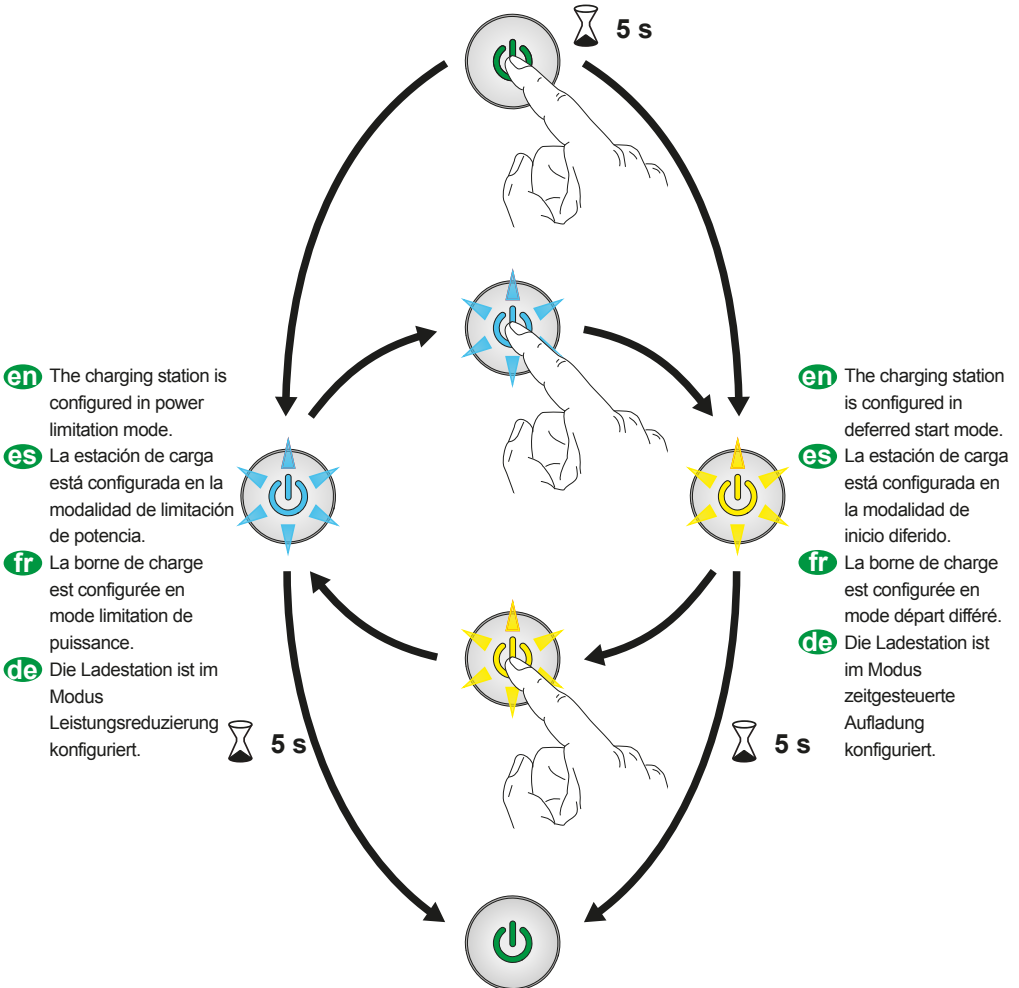 5 s
en The charging station is
configured in power
limitation mode.
es La estación de carga
está configurada en la
modalidad de limitación
de potencia.
fr La borne de charge
est configurée en
mode limitation de
puissance.
de Die Ladestation ist im
Modus
Leistungsreduzierung
konfiguriert.
5 s
en The charging station
is configured in
deferred start mode.
es La estación de carga
está configurada en
la modalidad de
inicio diferido.
fr La borne de charge
est configurée en
mode départ différé.
de Die Ladestation ist
im Modus
zeitgesteuerte
Aufladung
konfiguriert.
5 s